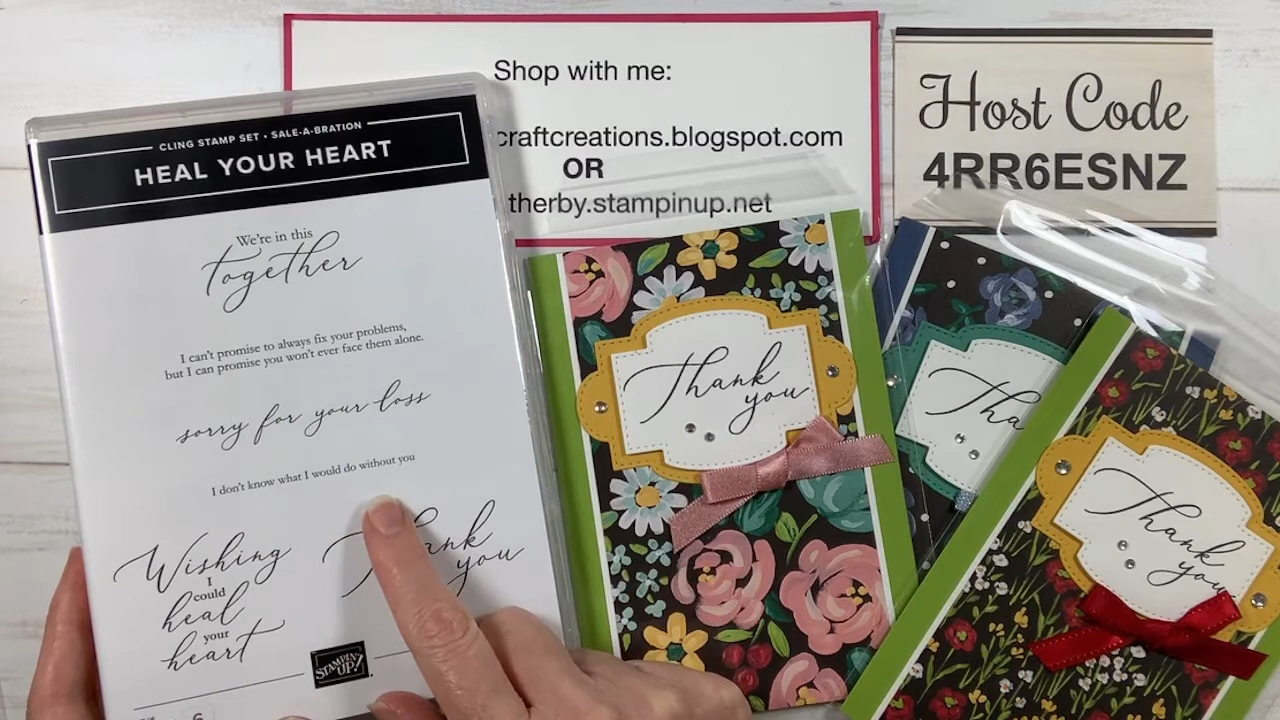 CLING STAMP SET • SALE-A-BRATION
HEAL YOUR HEART
We're in this
together
I can't promise to always fix your problems,
but I can promise you won't ever face them alone.
sorry for your loss
I don't know what I would do without you
Wishing
I
could
heal
your
heart
you
STAMPIN' UP!
6
Shop with me:
craftcreations.blogspot.com
OR
therby.stampinup.net
Host Code
4RR6ESNZ
Thank
you
Thank
you